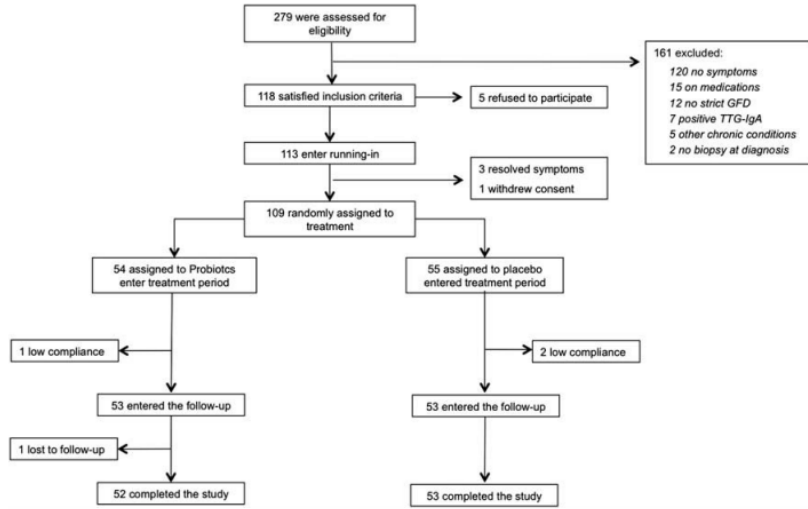 279 were assessed for
eligibility
161 excluded:
120 no symptoms
15 on medications
12 no strict GFD
7 positive TTG-IgA
5 other chronic conditions
2 no biopsy at diagnosis
118 satisfied inclusion criteria
5 refused to participate
113 enter running-in
3 resolved symptoms
1 withdrew consent
109 randomly assigned to
treatment
54 assigned to Probiotcs
enter treatment period
55 assigned to placebo
entered treatment period
1 low compliance
2 low compliance
53 entered the follow-up
53 entered the follow-up
1 lost to follow-up
52 completed the study
53 completed the study